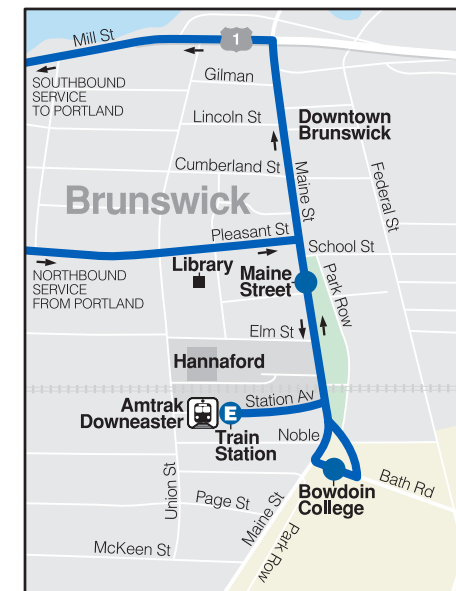 Mill St
1
SOUTHBOUND
SERVICE
TO PORTLAND
Gilman
Lincoln St
Downtown
Brunswick
Cumberland St
Maine St
Federal St
Brunswick
Pleasant St
School St
NORTHBOUND
SERVICE
FROM PORTLAND
Library
Maine
Street
Park Row
Elm St
Hannaford
Station Av
Amtrak
Downeaster
E
Train
Station
Noble
Union St
Bowdoin
College
Bath Rd
Page St
Maine St
Park Row
McKeen St